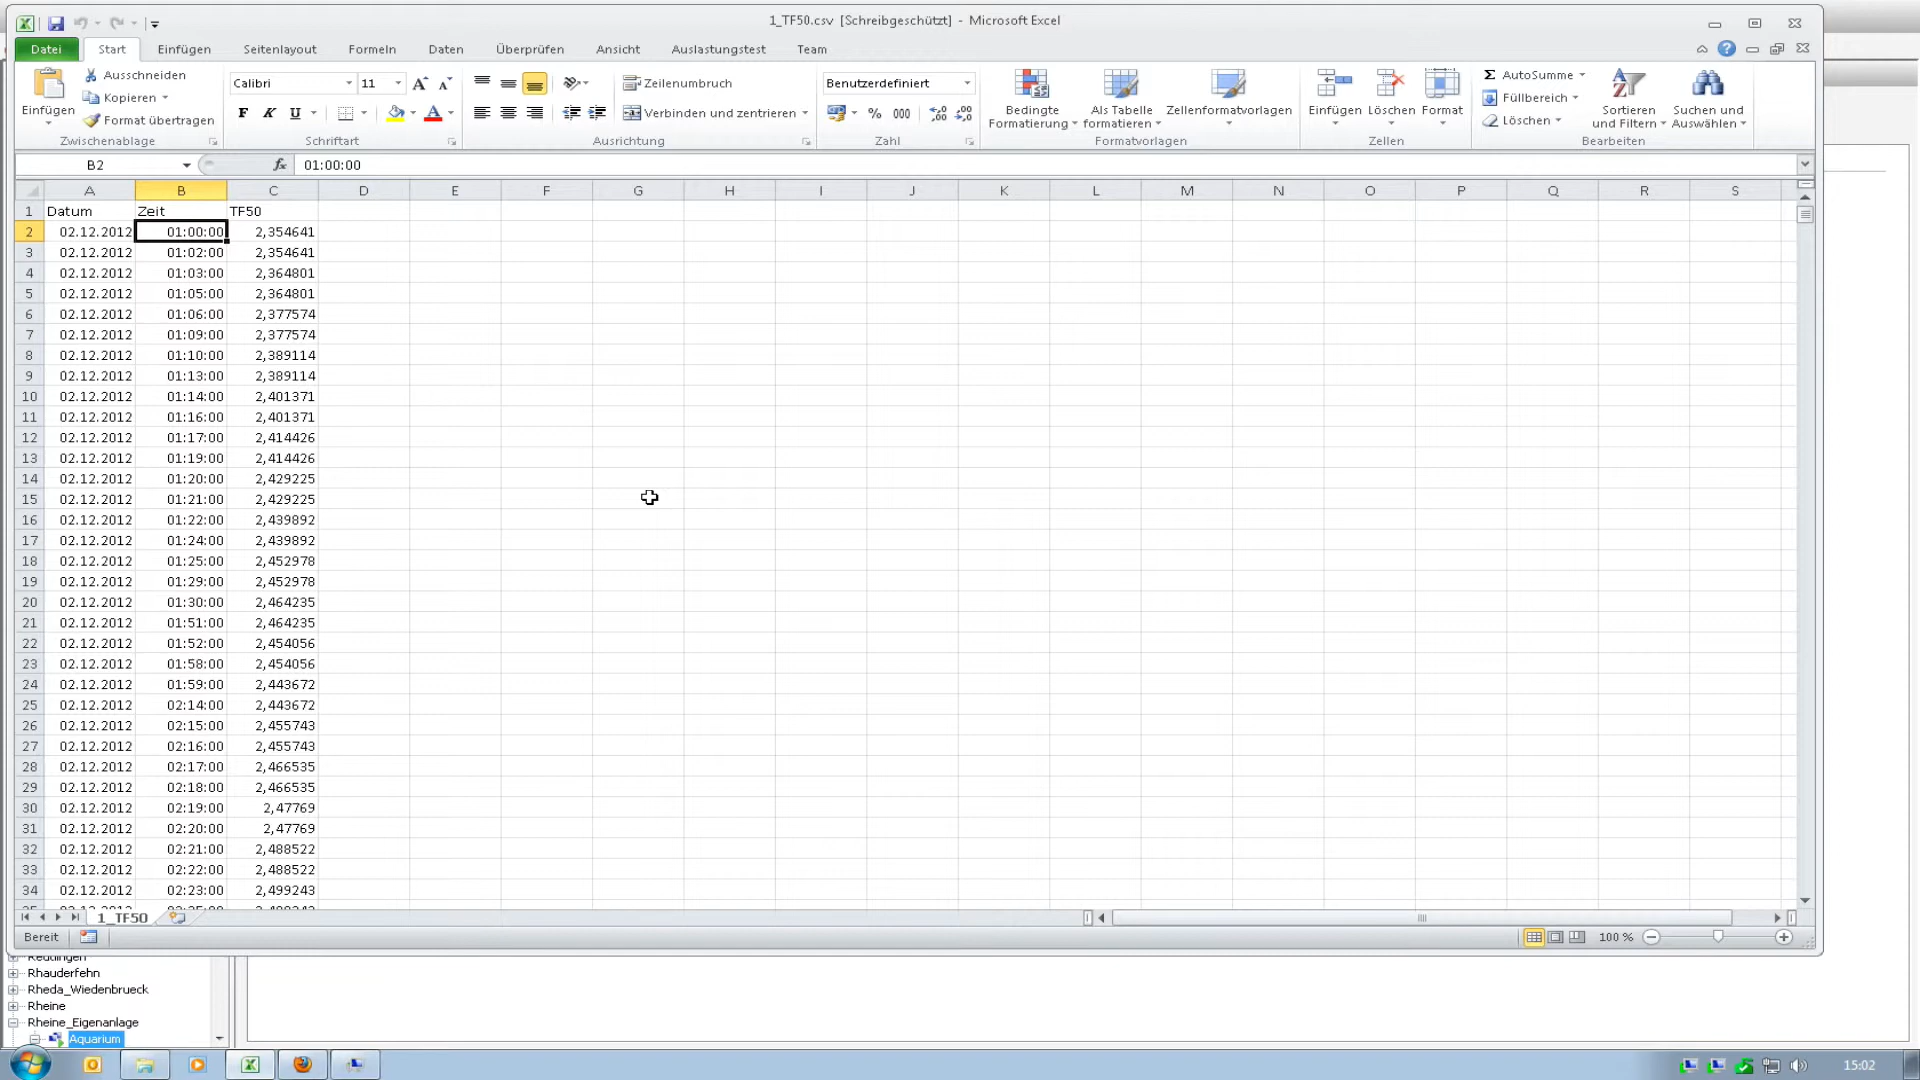 1_TF50.csv [Schreibgeschützt] - Microsoft Excel
Datei Start Einfügen Seitenlayout Formeln Daten Überprüfen Ansicht Auslastungstest Team
Einfügen
Ausschneiden
Kopieren
Format übertragen
Zwischenablage
Calibri 11
F K U
Schriftart
Zeilenumbruch
Verbinden und zentrieren
Ausrichtung
Benutzerdefiniert
% 000
Zahl
Bedingte Formatierung
Als Tabelle formatieren
Zellenformatvorlagen
Formatvorlagen
Einfügen Löschen Format
Zellen
Σ AutoSumme
Füllbereich
Löschen
Sortieren und Filtern
Suchen und Auswählen
Bearbeiten
B2 fx 01:00:00
A B C D E F G H I J K L M N O P Q R S
1 Datum Zeit TF50
2 02.12.2012 01:00:00 2,354641
3 02.12.2012 01:02:00 2,354641
4 02.12.2012 01:03:00 2,364801
5 02.12.2012 01:05:00 2,364801
6 02.12.2012 01:06:00 2,377574
7 02.12.2012 01:09:00 2,377574
8 02.12.2012 01:10:00 2,389114
9 02.12.2012 01:13:00 2,389114
10 02.12.2012 01:14:00 2,401371
11 02.12.2012 01:16:00 2,401371
12 02.12.2012 01:17:00 2,414426
13 02.12.2012 01:19:00 2,414426
14 02.12.2012 01:20:00 2,429225
15 02.12.2012 01:21:00 2,429225
16 02.12.2012 01:22:00 2,439892
17 02.12.2012 01:24:00 2,439892
18 02.12.2012 01:25:00 2,452978
19 02.12.2012 01:29:00 2,452978
20 02.12.2012 01:30:00 2,464235
21 02.12.2012 01:51:00 2,464235
22 02.12.2012 01:52:00 2,454056
23 02.12.2012 01:58:00 2,454056
24 02.12.2012 01:59:00 2,443672
25 02.12.2012 02:14:00 2,443672
26 02.12.2012 02:15:00 2,455743
27 02.12.2012 02:16:00 2,455743
28 02.12.2012 02:17:00 2,466535
29 02.12.2012 02:18:00 2,466535
30 02.12.2012 02:19:00 2,47769
31 02.12.2012 02:20:00 2,47769
32 02.12.2012 02:21:00 2,488522
33 02.12.2012 02:22:00 2,488522
34 02.12.2012 02:23:00 2,499243
1_TF50
Bereit 100 %
Reutlingen
Rhauderfehn
Rheda_Wiedenbrueck
Rheine
Rheine_Eigenanlage
Aquarium
15:02